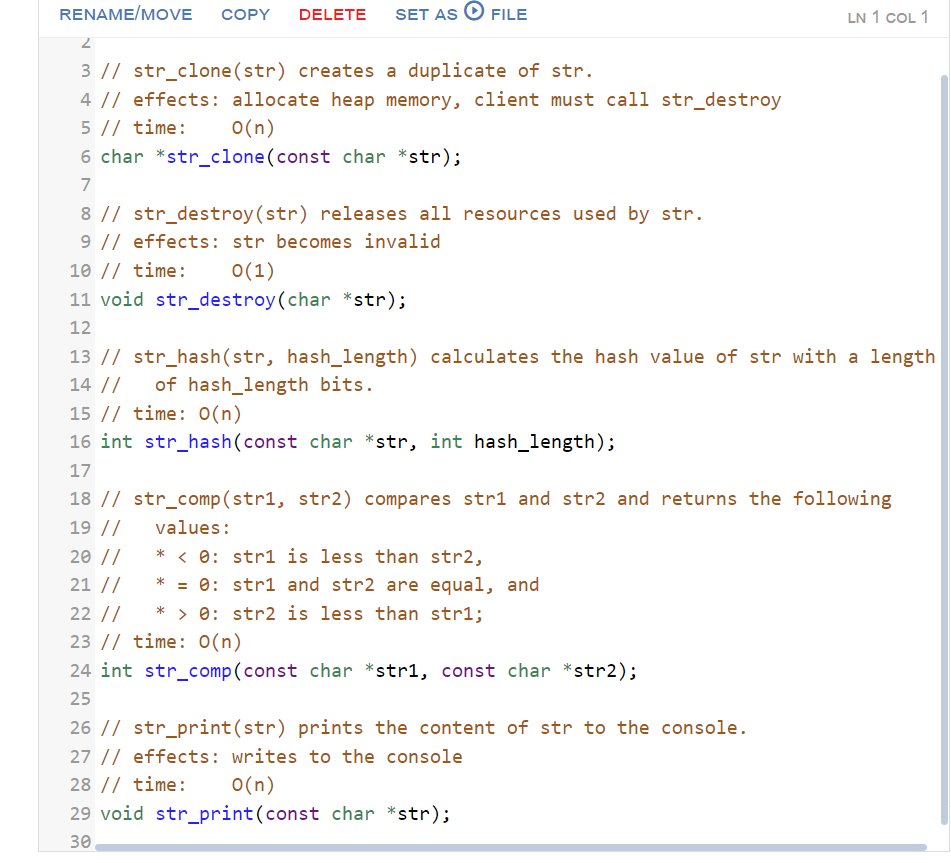 RENAME/MOVE COPY DELETE SET AS FILE LN 1 COL 1
2
3 // str_clone(str) creates a duplicate of str.
4 // effects: allocate heap memory, client must call str_destroy
5 // time:    O(n)
6 char *str_clone(const char *str);
7
8 // str_destroy(str) releases all resources used by str.
9 // effects: str becomes invalid
10 // time:    O(1)
11 void str_destroy(char *str);
12
13 // str_hash(str, hash_length) calculates the hash value of str with a length
14 //   of hash_length bits.
15 // time: O(n)
16 int str_hash(const char *str, int hash_length);
17
18 // str_comp(str1, str2) compares str1 and str2 and returns the following
19 //   values:
20 //   * < 0: str1 is less than str2,
21 //   * = 0: str1 and str2 are equal, and
22 //   * > 0: str2 is less than str1;
23 // time: O(n)
24 int str_comp(const char *str1, const char *str2);
25
26 // str_print(str) prints the content of str to the console.
27 // effects: writes to the console
28 // time:    O(n)
29 void str_print(const char *str);
30